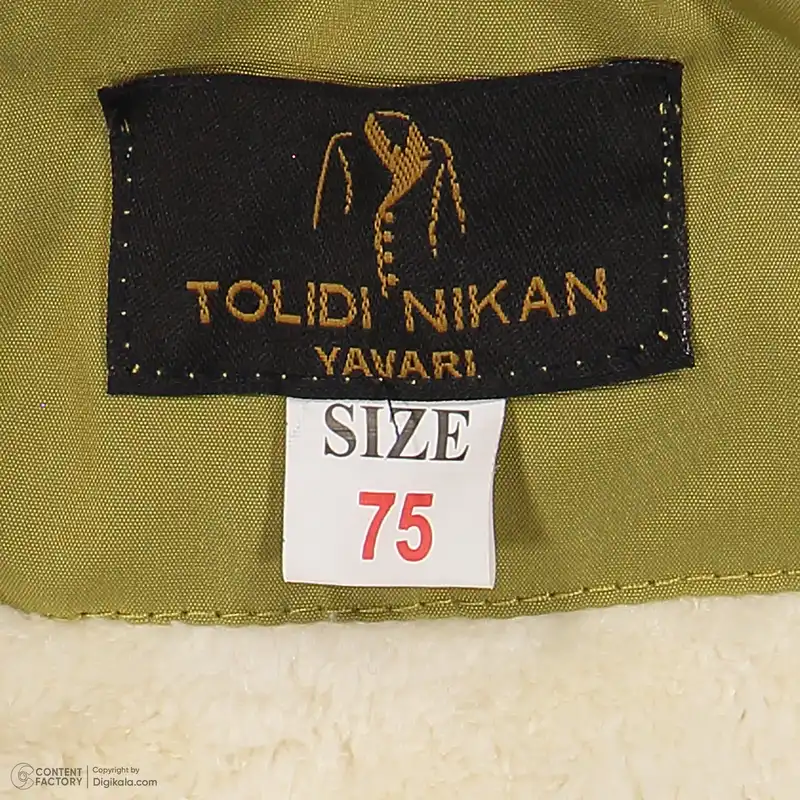 TOLIDI NIKAN
YAVARI
SIZE
75
CONTENT
FACTORY
Copyright by
Digikala.com